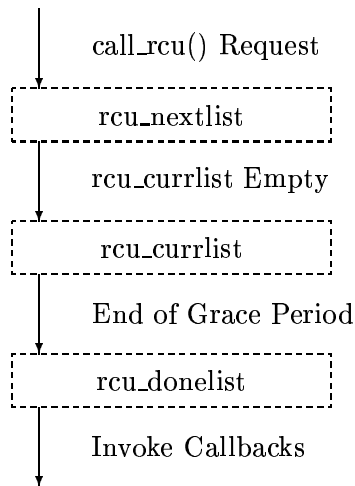 call_rcu() Request
rcu_nextlist
rcu_currlist Empty
rcu_currlist
End of Grace Period
rcu_donelist
Invoke Callbacks